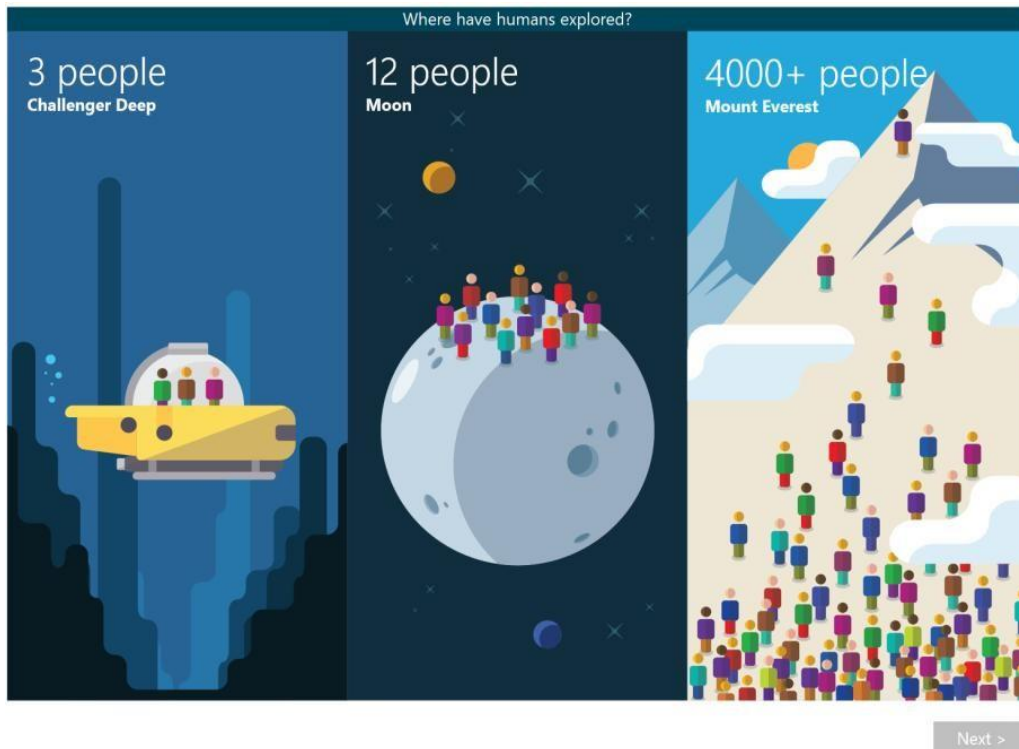 Where have humans explored?
3 people
Challenger Deep
12 people
Moon
4000+ people
Mount Everest
Next >